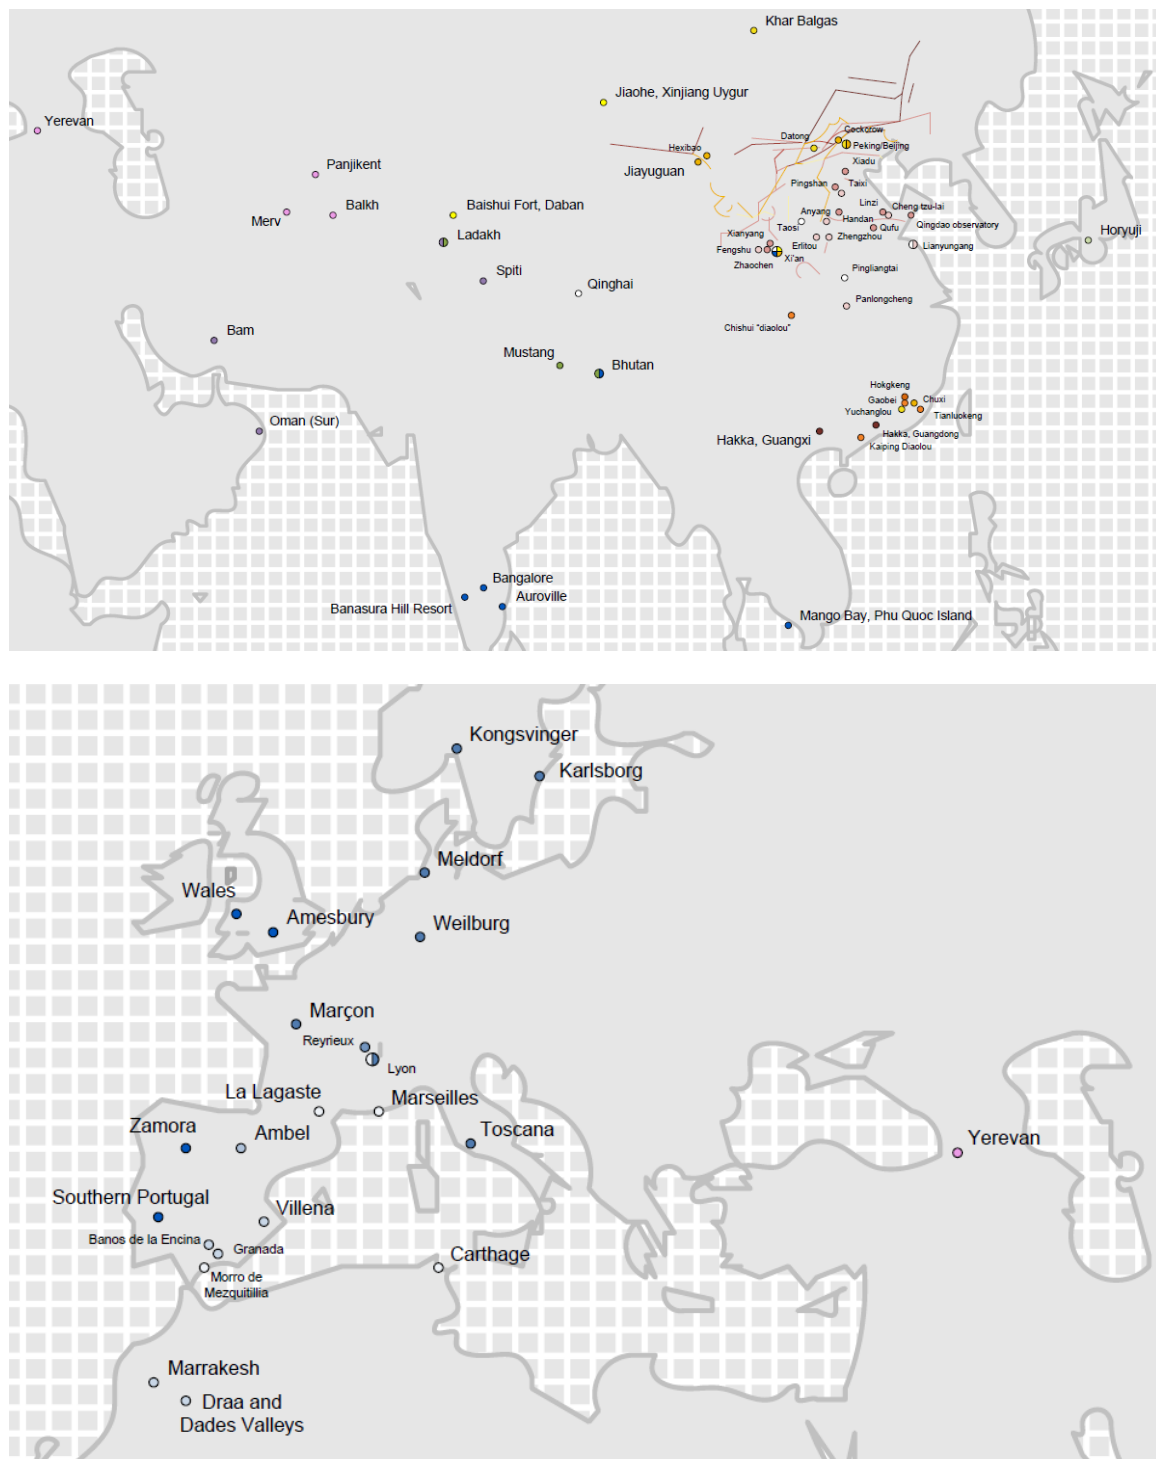 Khar Balgas
Jiaohe, Xinjiang Uygur
Yerevan
Datong
Cockcrow
Peking/Beijing
Hexibao
Jiayuguan
Xiadu
Panjikent
Pingshan
Taixi
Merv
Balkh
Baishui Fort, Daban
Linzi
Cheng tzu-lai
Anyang
Handan
Taosi
Qufu
Qingdao observatory
Horyuji
Ladakh
Xianyang
Erlitou
Zhengzhou
Lianyungang
Fengshu
Zhaochen
Xi'an
Spiti
Qinghai
Pingliangtai
Panlongcheng
Bam
Chishui "diaolou"
Mustang
Bhutan
Hokgkeng
Gaobei
Chuxi
Yuchanglou
Tianluokeng
Oman (Sur)
Hakka, Guangxi
Hakka, Guangdong
Kaiping Diaolou
Bangalore
Auroville
Banasura Hill Resort
Mango Bay, Phu Quoc Island
Kongsvinger
Karlsborg
Meldorf
Wales
Amesbury
Weilburg
Marçon
Reyrieux
Lyon
La Lagaste
Marseilles
Zamora
Ambel
Toscana
Yerevan
Southern Portugal
Villena
Banos de la Encina
Granada
Carthage
Morro de
Mezquitillia
Marrakesh
Draa and
Dades Valleys